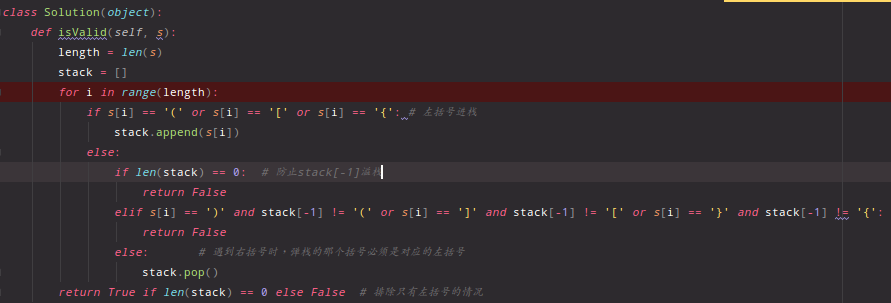 class Solution(object):
    def isValid(self, s):
        length = len(s)
        stack = []
        for i in range(length):
            if s[i] == '(' or s[i] == '[' or s[i] == '{': # 左括号进栈
                stack.append(s[i])
            else:
                if len(stack) == 0:  # 防止stack[-1]溢栈
                    return False
                elif s[i] == ')' and stack[-1] != '(' or s[i] == ']' and stack[-1] != '[' or s[i] == '}' and stack[-1] != '{':
                    return False
                else:       # 遇到右括号时，弹栈的那个括号必须是对应的左括号
                    stack.pop()
        return True if len(stack) == 0 else False  # 排除只有左括号的情况